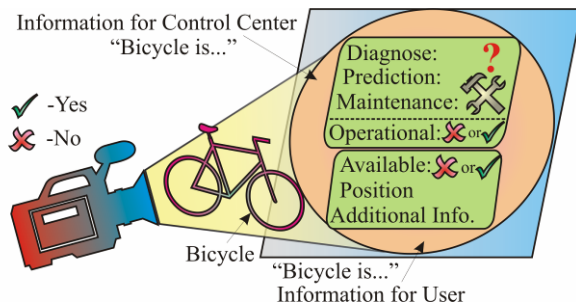 Information for Control Center
“Bicycle is...”
-Yes
-No
Diagnose: ?
Prediction:
Maintenance:
Operational: or
Available: or
Position
Additional Info.
Bicycle
“Bicycle is...”
Information for User